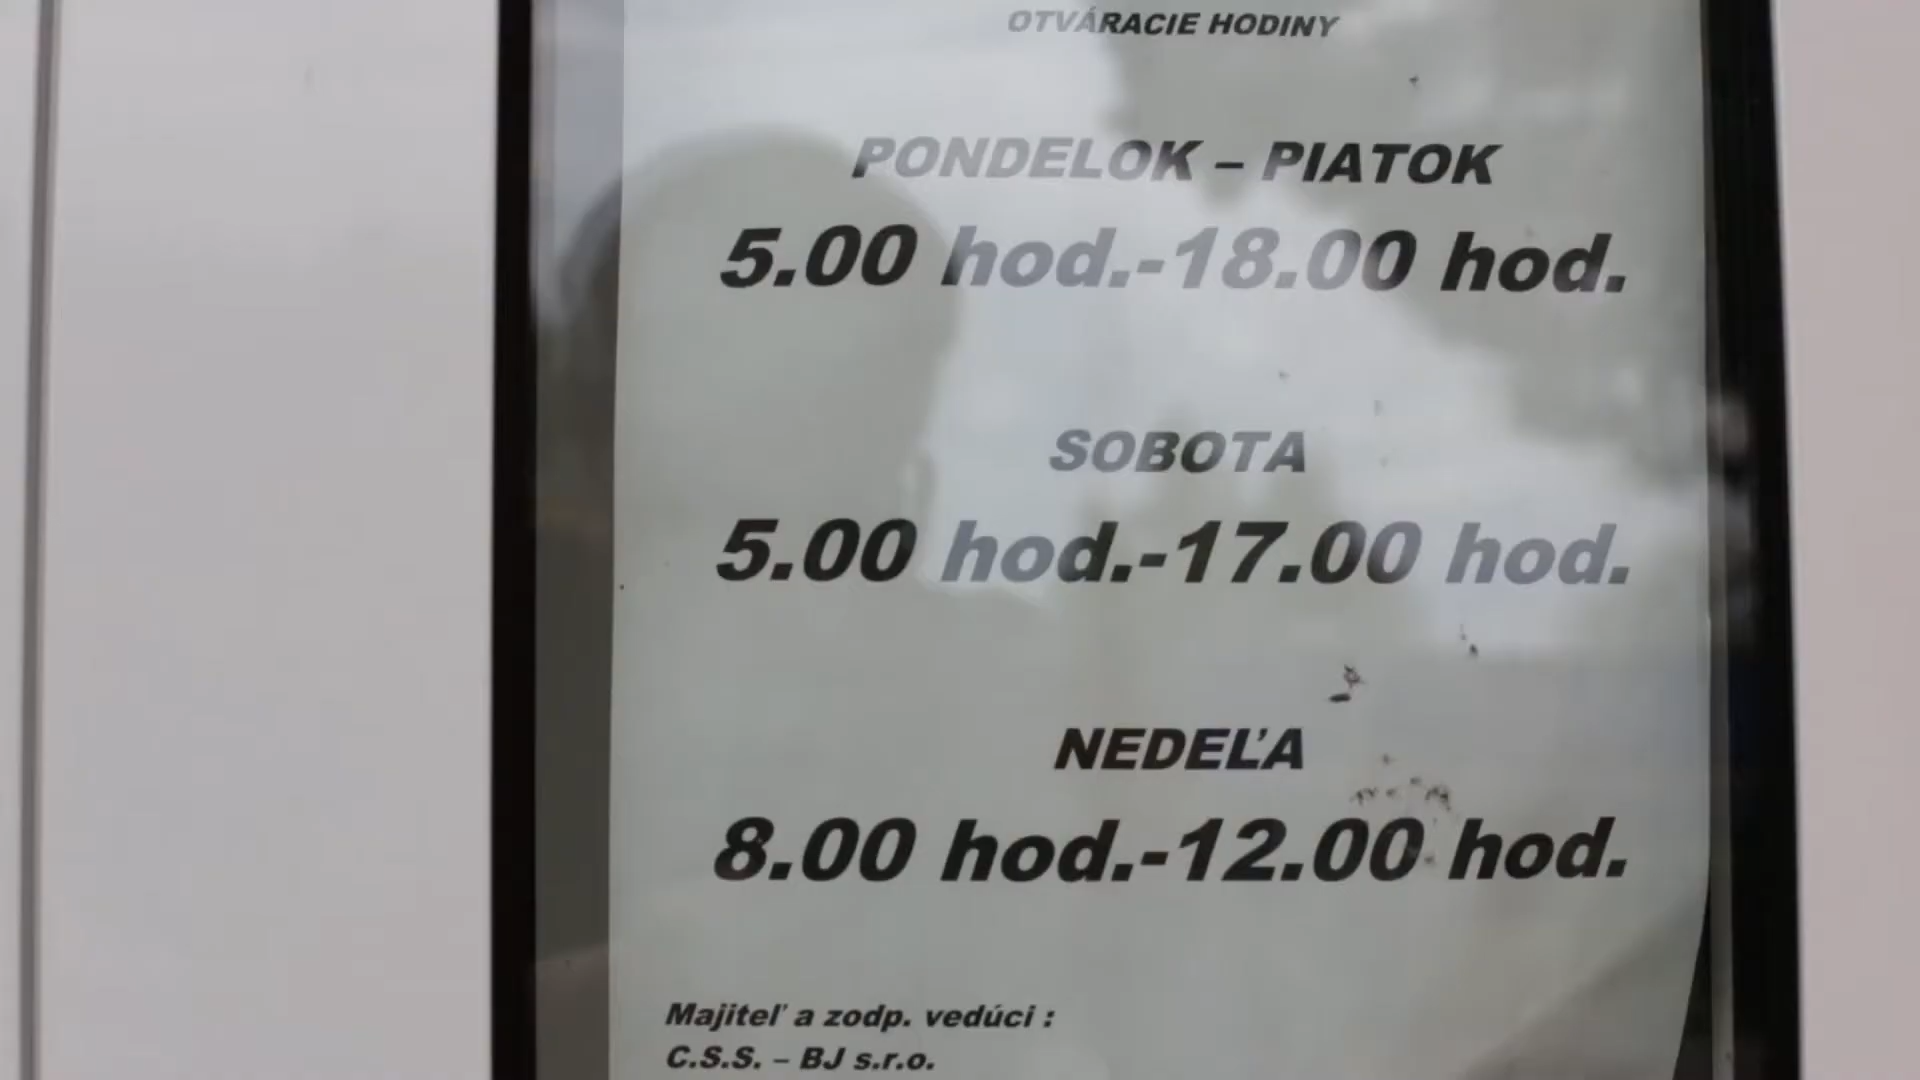 OTVÁRACIE HODINY
PONDELOK – PIATOK
5.00 hod.-18.00 hod.
SOBOTA
5.00 hod.-17.00 hod.
NEDEĽA
8.00 hod.-12.00 hod.
Majiteľ a zodp. vedúci :
C.S.S. – BJ s.r.o.